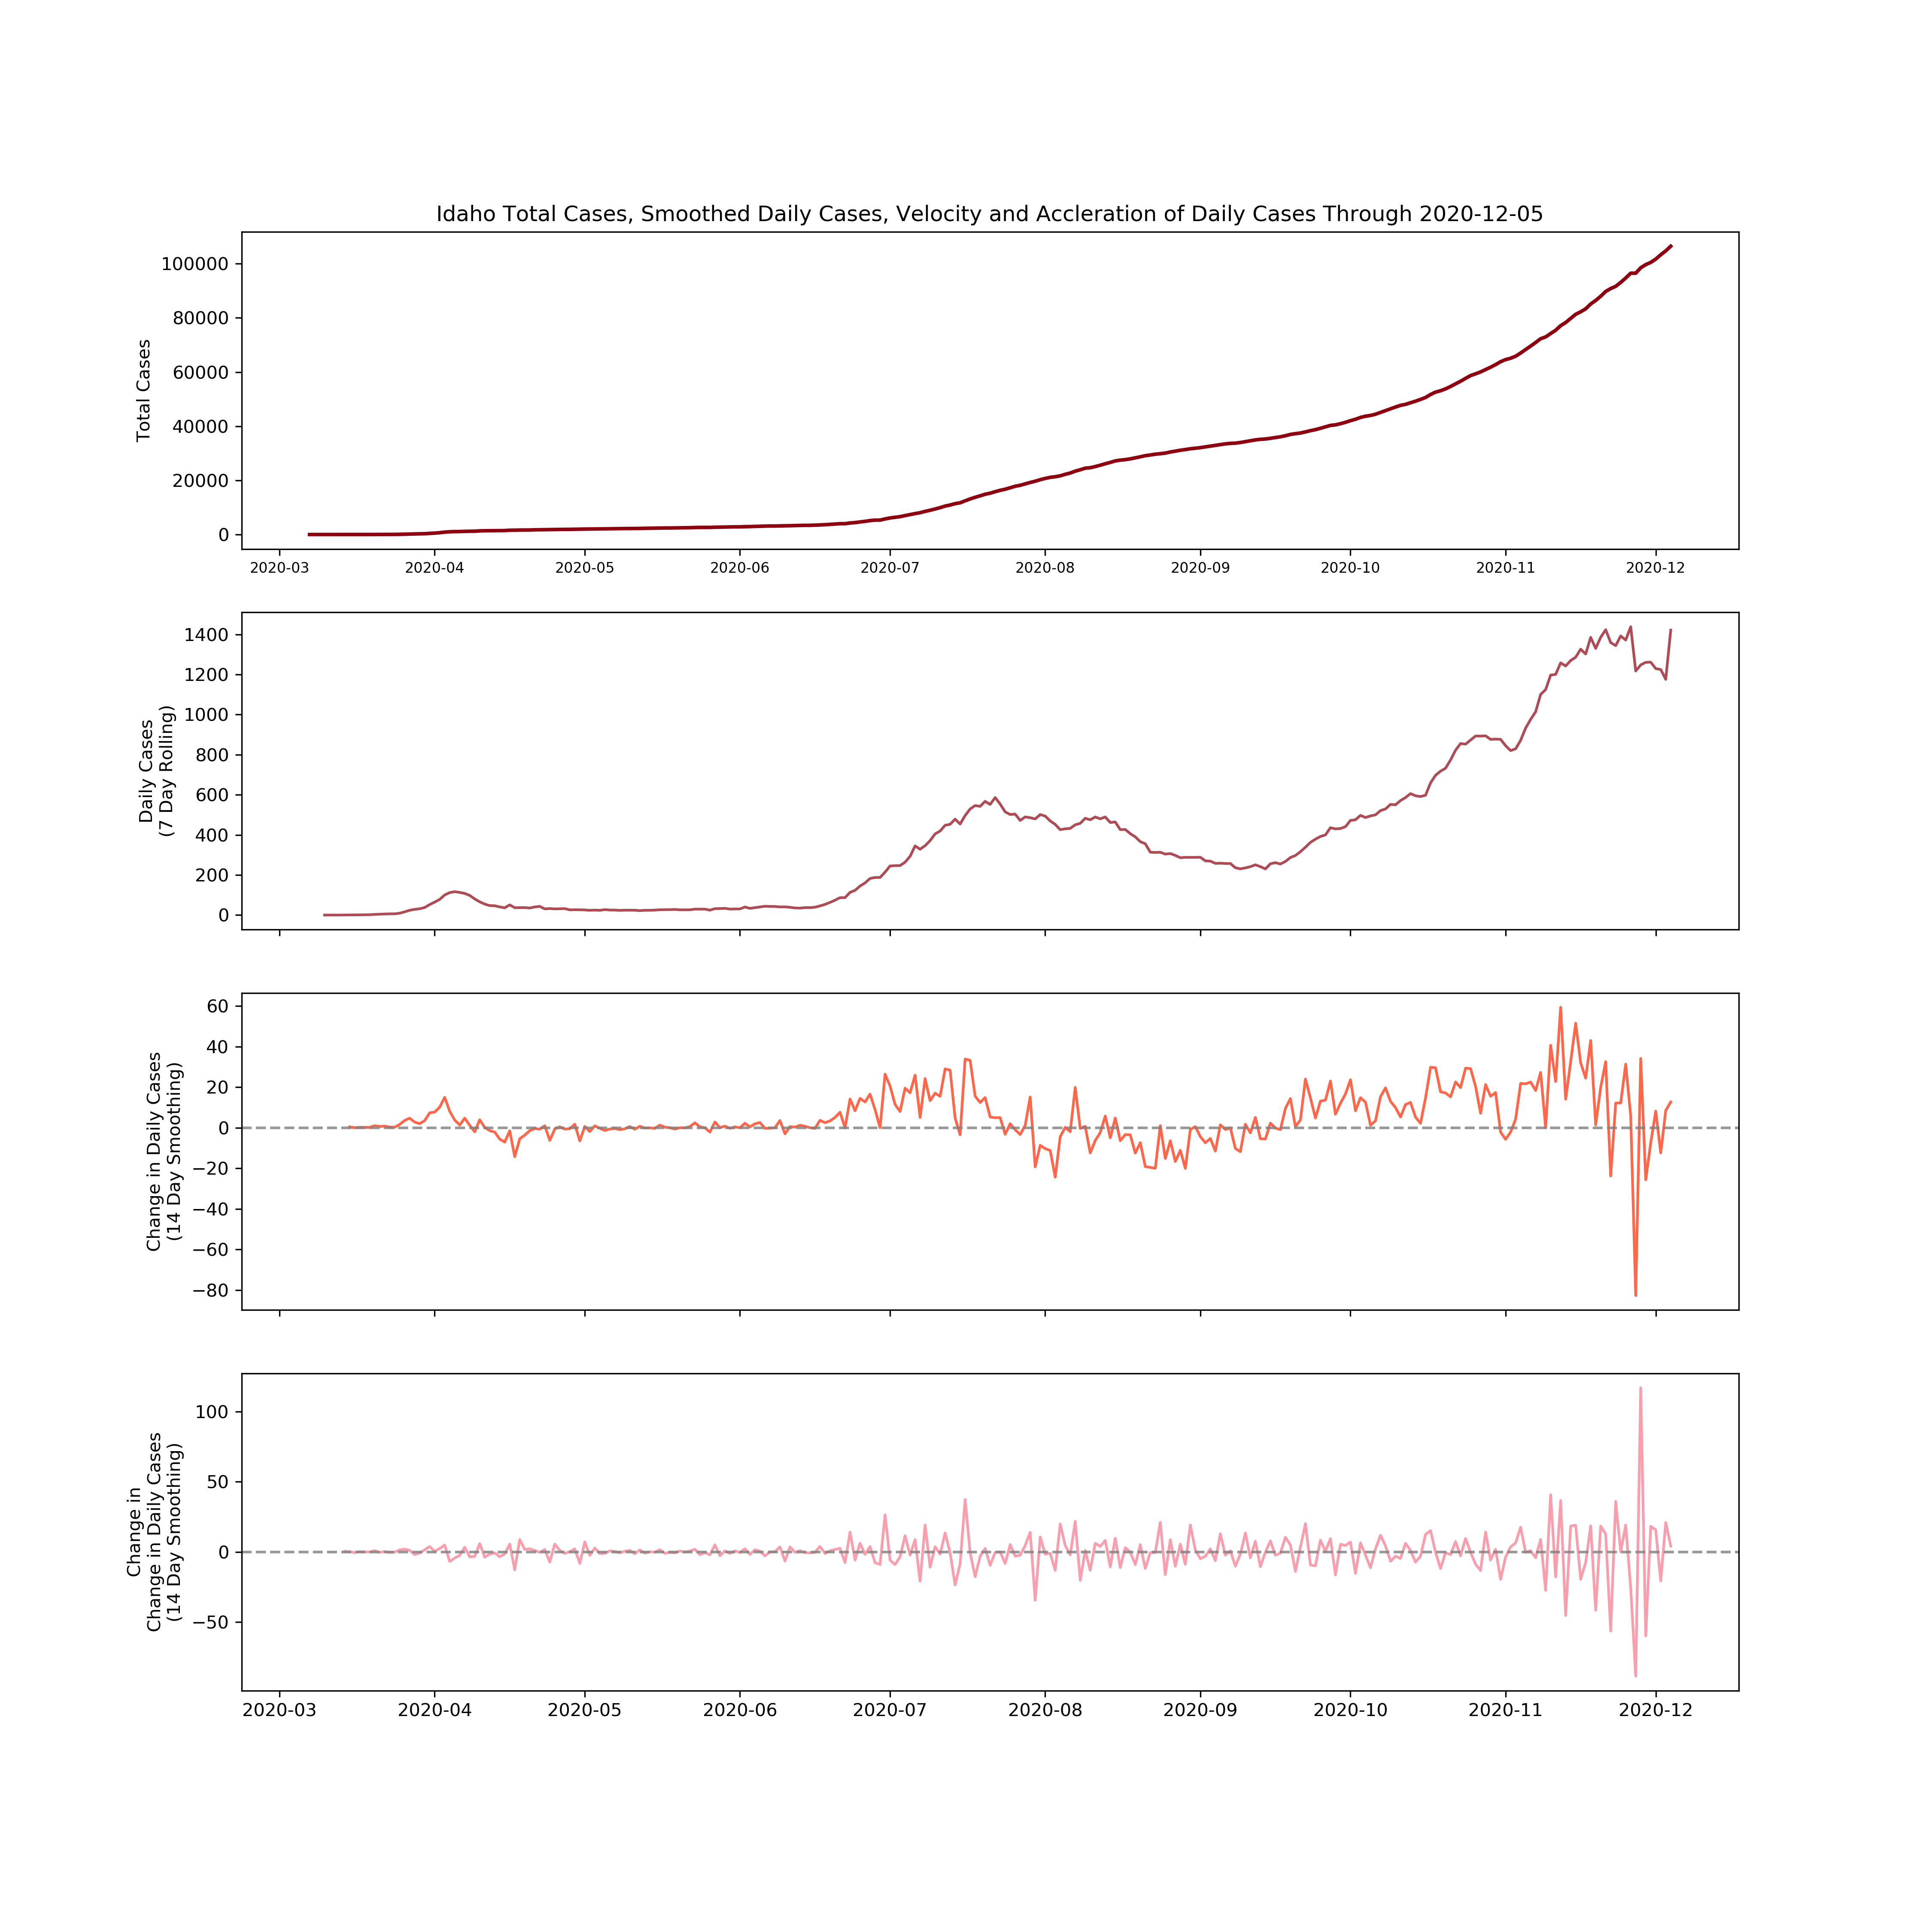 Idaho Total Cases, Smoothed Daily Cases, Velocity and Accleration of Daily Cases Through 2020-12-05
Total Cases
100000
80000
60000
40000
20000
0
2020-03 2020-04 2020-05 2020-06 2020-07 2020-08 2020-09 2020-10 2020-11 2020-12
Daily Cases
(7 Day Rolling)
1400
1200
1000
800
600
400
200
0
Change in Daily Cases
(14 Day Smoothing)
60
40
20
0
−20
−40
−60
−80
Change in
Change in Daily Cases
(14 Day Smoothing)
100
50
0
−50
2020-03 2020-04 2020-05 2020-06 2020-07 2020-08 2020-09 2020-10 2020-11 2020-12